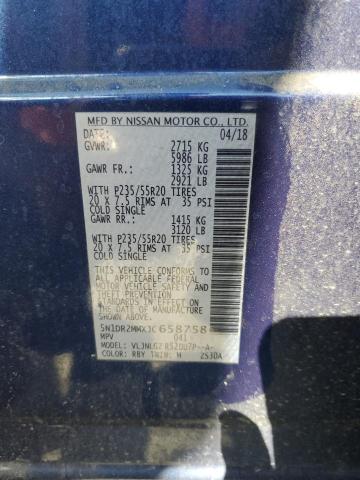 MFD BY NISSAN MOTOR CO., LTD.
DATE: 04/18
GVWR: 2715 KG
5986 LB
GAWR FR.: 1325 KG
2921 LB
WITH P235/55R20 TIRES
20 X 7.5 RIMS AT 35 PSI
COLD SINGLE
GAWR RR.: 1415 KG
3120 LB
WITH P235/55R20 TIRES
20 X 7.5 RIMS AT 35 PSI
COLD SINGLE
THIS VEHICLE CONFORMS TO ALL
APPLICABLE FEDERAL
MOTOR VEHICLE SAFETY AND
THEFT PREVENTION
STANDARDS IN EFFECT ON THE
DATE OF MANUFACTURE
SHOWN ABOVE.
5N1DR2MMXJC658758
MPV 041
COLOR: RBY TRIM: H ZS30A